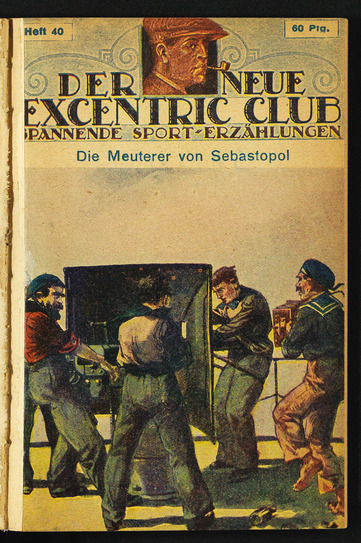 Heft 40
60 Pfg.
DER NEUE
EXCENTRIC CLUB
SPANNENDE SPORT-ERZÄHLUNGEN
Die Meuterer von Sebastopol